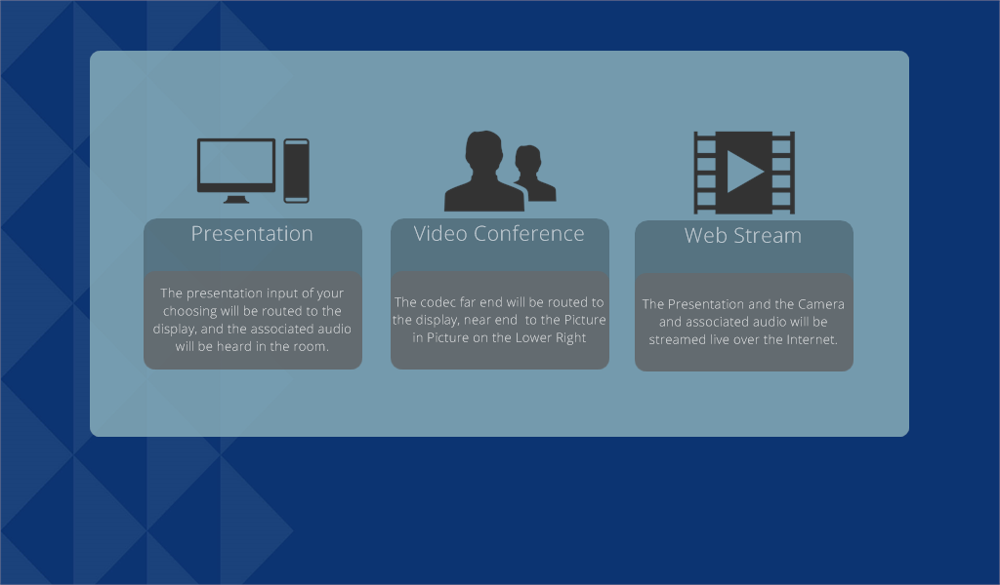 Presentation
The presentation input of your
choosing will be routed to the
display, and the associated audio
will be heard in the room.
Video Conference
The codec far end will be routed to
the display, near end  to the Picture
in Picture on the Lower Right
Web Stream
The Presentation and the Camera
and associated audio will be
streamed live over the Internet.